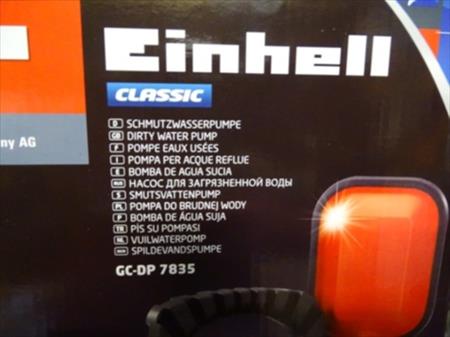 Einhell
CLASSIC
ny AG
D SCHMUTZWASSERPUMPE
GB DIRTY WATER PUMP
F POMPE EAUX USÉES
I POMPA PER ACQUE REFLUE
E BOMBA DE AGUA SUCIA
RUS НАСОС ДЛЯ ЗАГРЯЗНЕННОЙ ВОДЫ
S SMUTSVATTENPUMP
PL POMPA DO BRUDNEJ WODY
P BOMBA DE ÁGUA SUJA
TR PİS SU POMPASI
NL VUILWATERPOMP
SPILDEVANDSPUMPE
GC-DP 7835